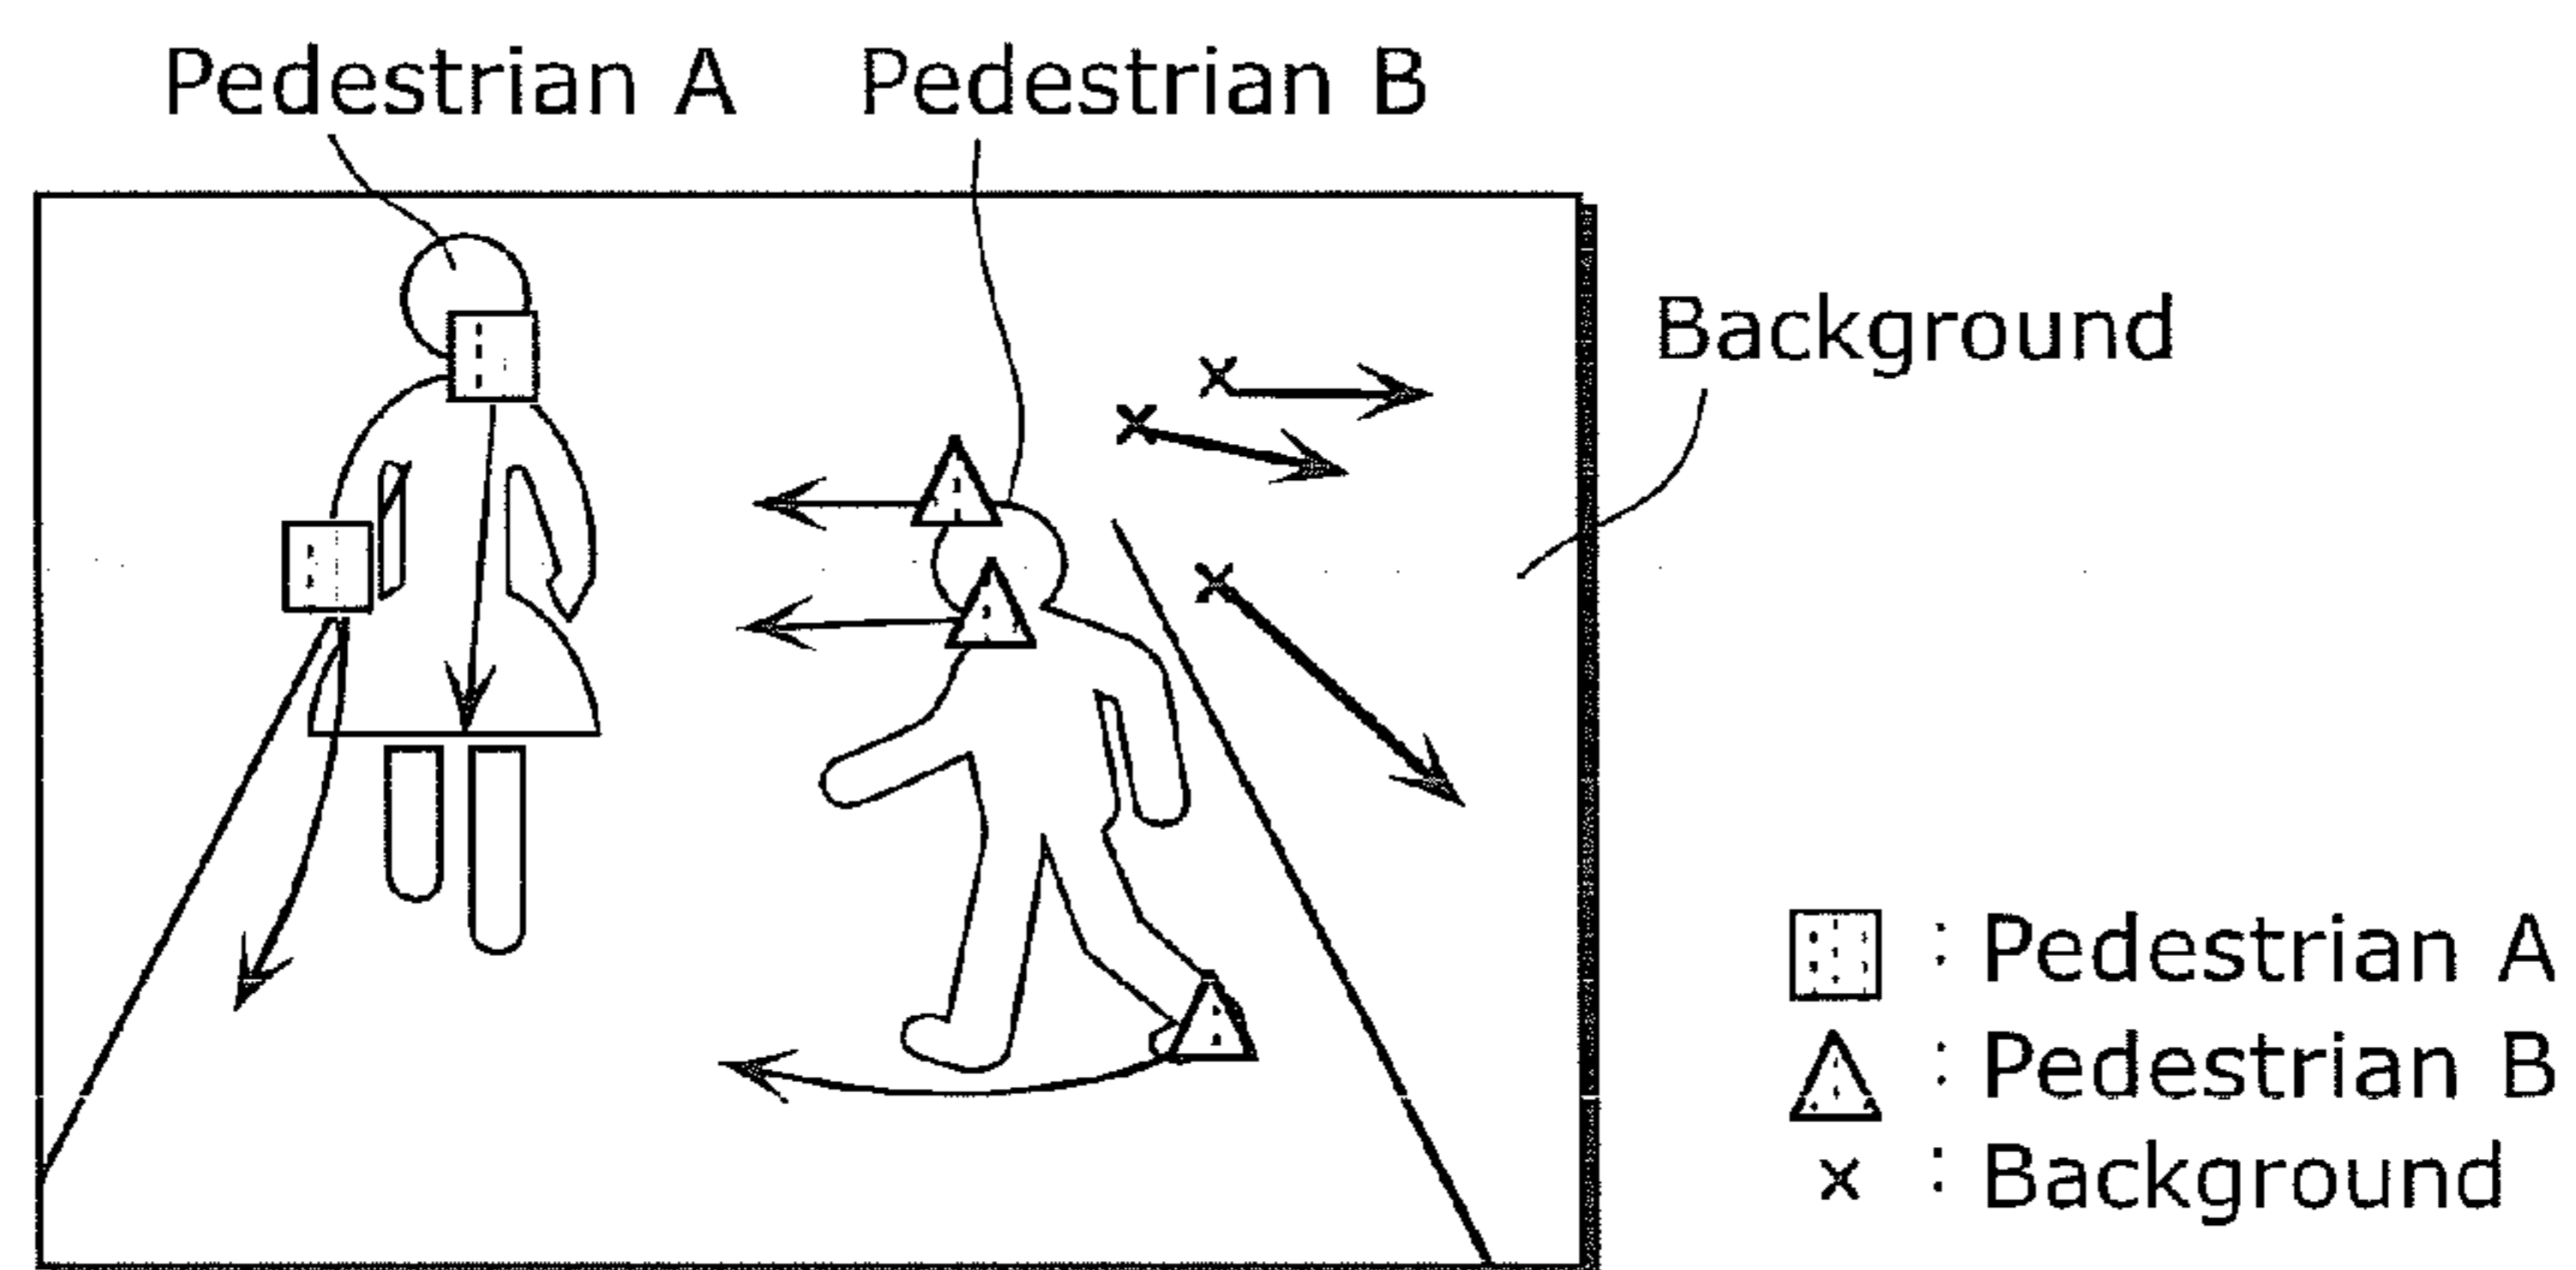 Pedestrian A
Pedestrian B
Background
: Pedestrian A
: Pedestrian B
× : Background